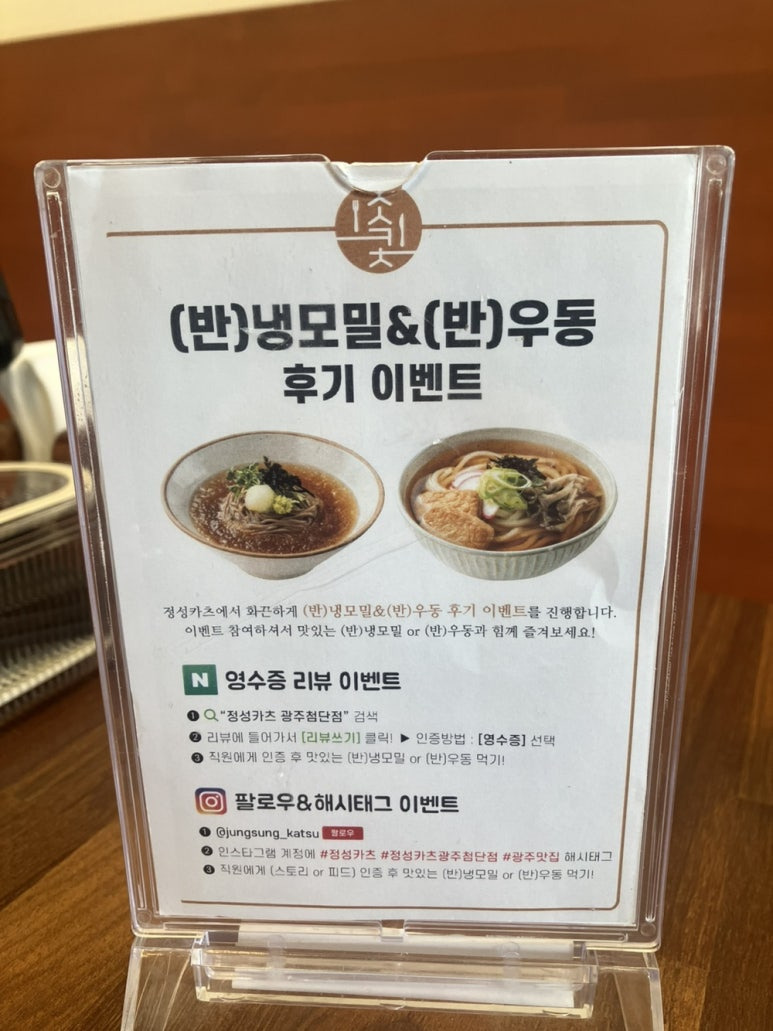 (반)냉모밀&(반)우동
후기 이벤트
정성카츠에서 화끈하게 (반)냉모밀&(반)우동 후기 이벤트를 진행합니다.
이벤트 참여하셔서 맛있는 (반)냉모밀 or (반)우동과 함께 즐겨보세요!
N 영수증 리뷰 이벤트
❶ "정성카츠 광주첨단점" 검색
❷ 리뷰에 들어가서 [리뷰쓰기] 클릭! ▶ 인증방법 : [영수증] 선택
❸ 직원에게 인증 후 맛있는 (반)냉모밀 or (반)우동 먹기!
팔로우&해시태그 이벤트
❶ @jungsung_katsu 팔로우
❷ 인스타그램 계정에 #정성카츠 #정성카츠광주첨단점 #광주맛집 해시태그
❸ 직원에게 (스토리 or 피드) 인증 후 맛있는 (반)냉모밀 or (반)우동 먹기!